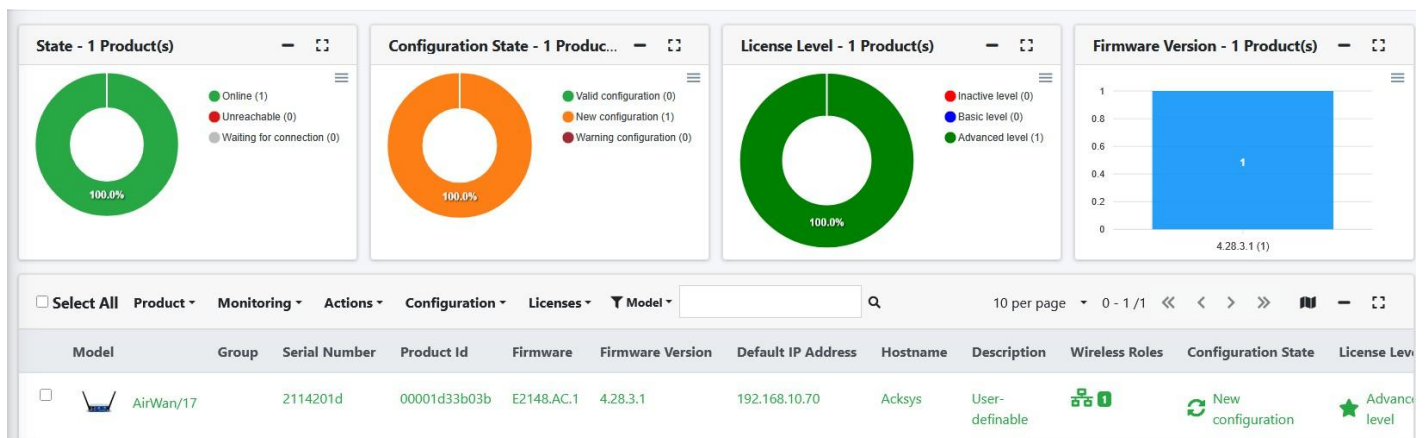 State - 1 Product(s)
Online (1)
Unreachable (0)
Waiting for connection (0)
100.0%
Configuration State - 1 Produc...
Valid configuration (0)
New configuration (1)
Warning configuration (0)
100.0%
License Level - 1 Product(s)
Inactive level (0)
Basic level (0)
Advanced level (1)
100.0%
Firmware Version - 1 Product(s)
1
0.8
0.6
0.4
0.2
0
1
4.28.3.1 (1)
Select All Product Monitoring Actions Configuration Licenses Model 10 per page 0 - 1 /1
Model Group Serial Number Product Id Firmware Firmware Version Default IP Address Hostname Description Wireless Roles Configuration State License Lev
AirWan/17 2114201d 00001d33b03b E2148.AC.1 4.28.3.1 192.168.10.70 Acksys User- 1 New Advanc
definable configuration level